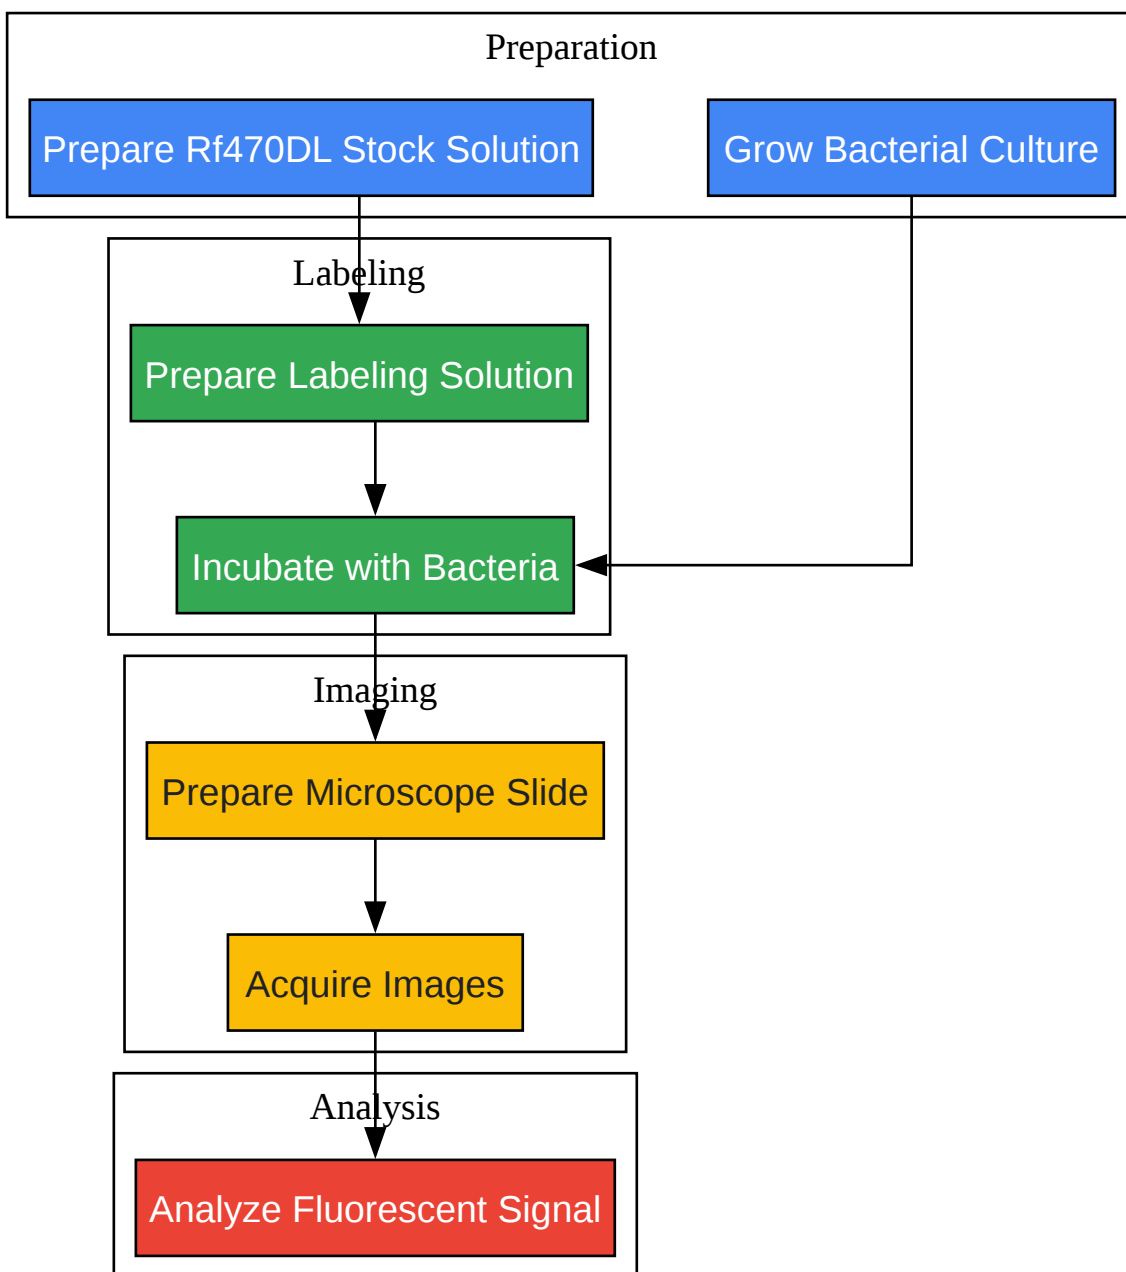 Preparation
Prepare Rf470DL Stock Solution
Grow Bacterial Culture
Labeling
Prepare Labeling Solution
Incubate with Bacteria
Imaging
Prepare Microscope Slide
Acquire Images
Analysis
Analyze Fluorescent Signal